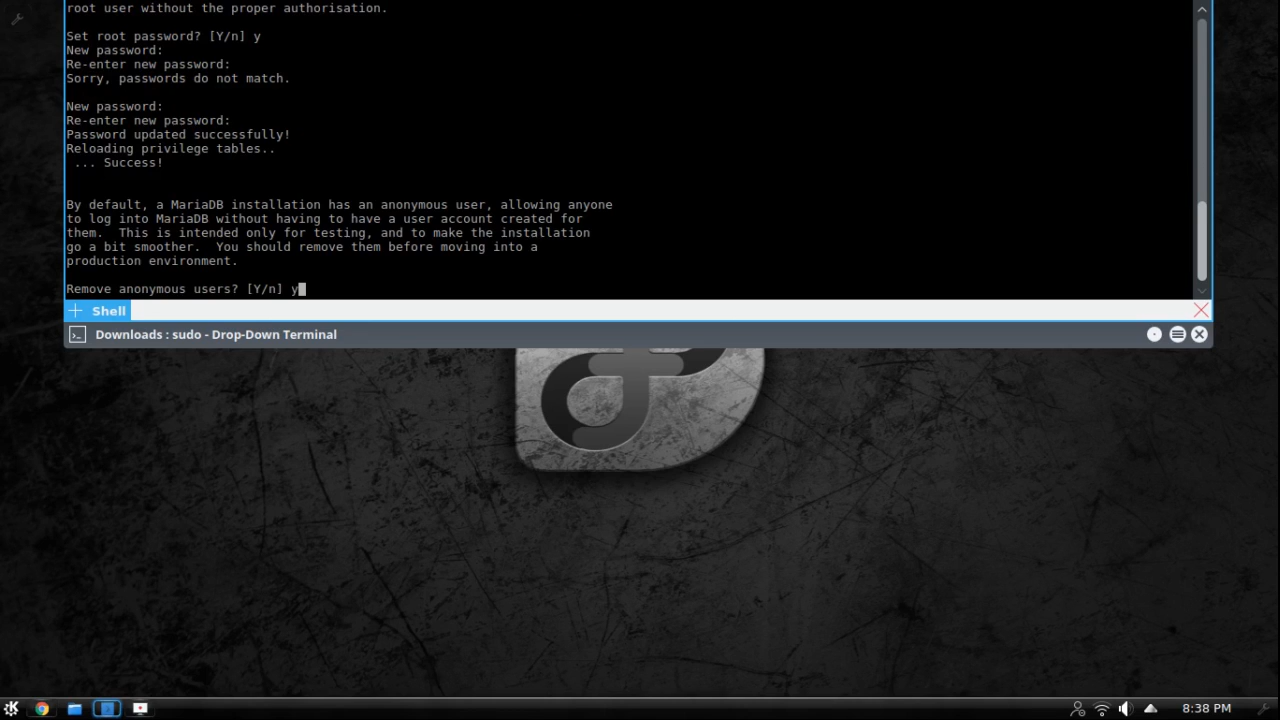 root user without the proper authorisation.
Set root password? [Y/n] y
New password:
Re-enter new password:
Sorry, passwords do not match.
New password:
Re-enter new password:
Password updated successfully!
Reloading privilege tables..
... Success!
By default, a MariaDB installation has an anonymous user, allowing anyone
to log into MariaDB without having to have a user account created for
them.  This is intended only for testing, and to make the installation
go a bit smoother.  You should remove them before moving into a
production environment.
Remove anonymous users? [Y/n] y
Shell
Downloads : sudo - Drop-Down Terminal
8:38 PM